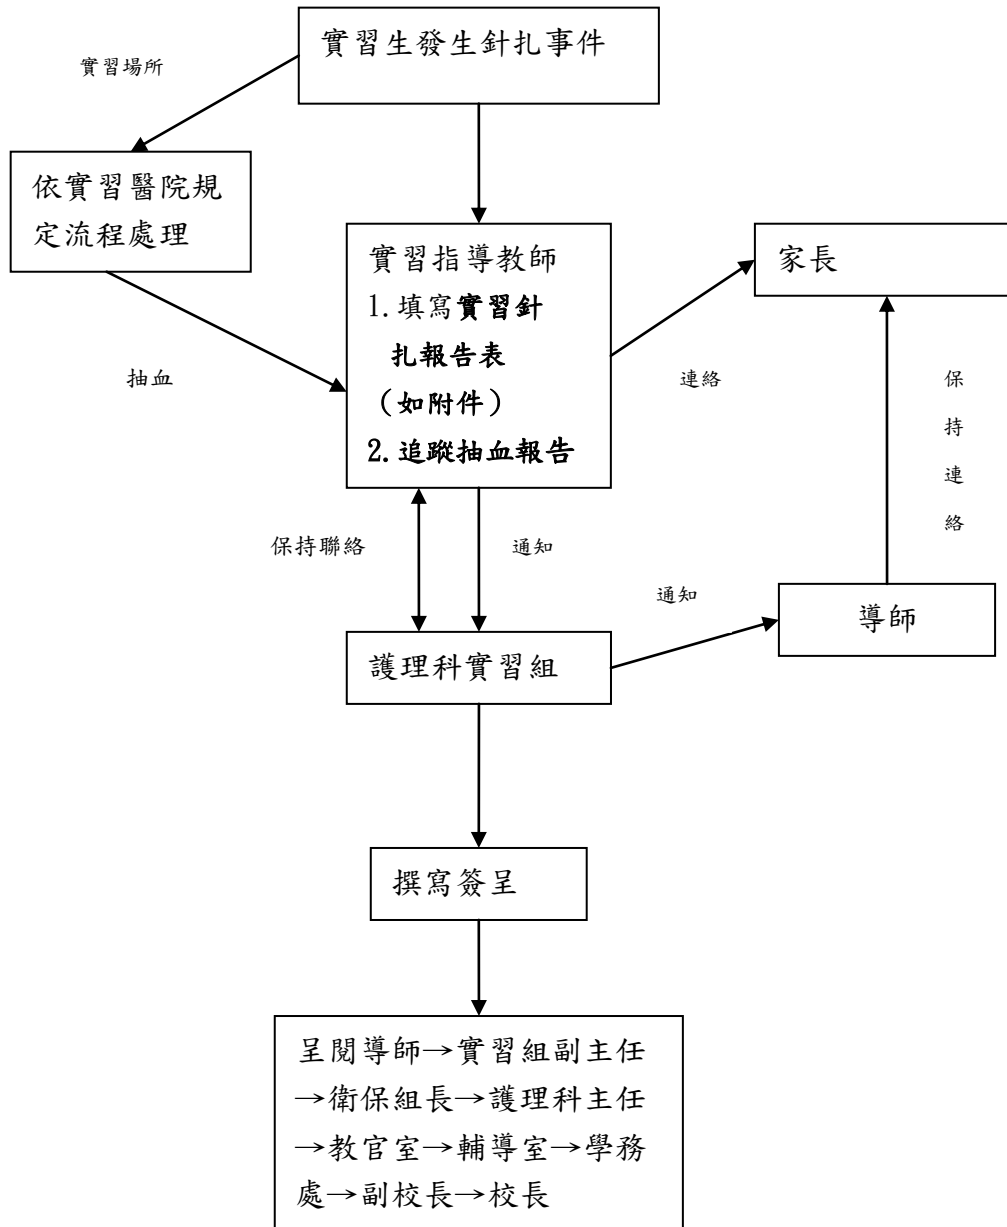 實習生發生針扎事件
實習場所
依實習醫院規
定流程處理
實習指導教師
1.填寫實習針
扎報告表
（如附件）
2.追蹤抽血報告
家長
抽血
連絡
保
持
連
絡
保持聯絡
通知
通知
導師
護理科實習組
撰寫簽呈
呈閱導師→實習組副主任
→衛保組長→護理科主任
→教官室→輔導室→學務
處→副校長→校長